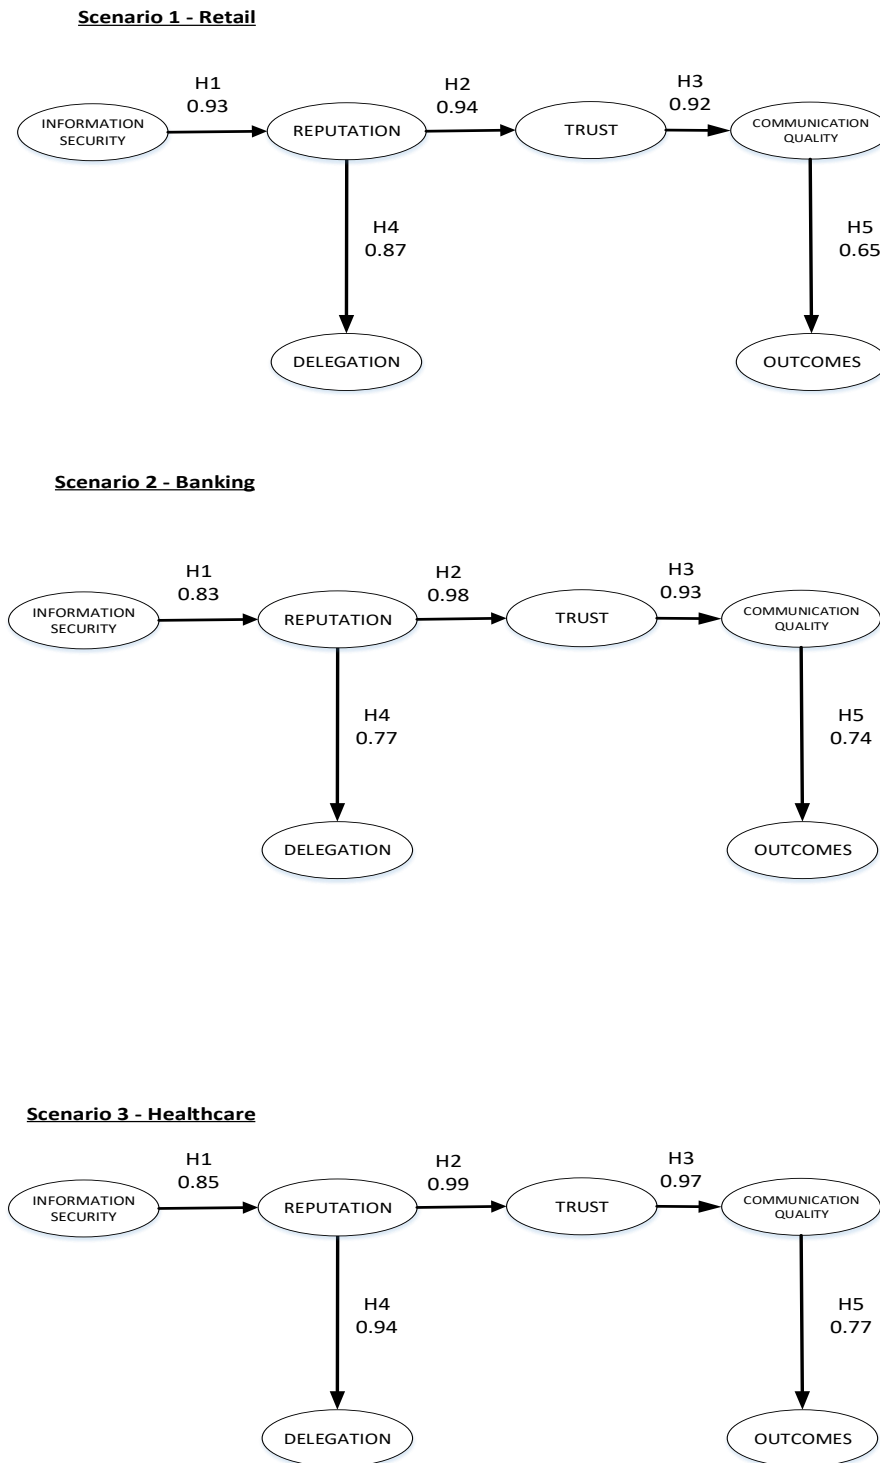 Scenario 1 - Retail
H1
0.93
H2
0.94
H3
0.92
INFORMATION
SECURITY
REPUTATION
TRUST
COMMUNICATION
QUALITY
H4
0.87
H5
0.65
DELEGATION
OUTCOMES
Scenario 2 - Banking
H1
0.83
H2
0.98
H3
0.93
INFORMATION
SECURITY
REPUTATION
TRUST
COMMUNICATION
QUALITY
H4
0.77
H5
0.74
DELEGATION
OUTCOMES
Scenario 3 - Healthcare
H1
0.85
H2
0.99
H3
0.97
INFORMATION
SECURITY
REPUTATION
TRUST
COMMUNICATION
QUALITY
H4
0.94
H5
0.77
DELEGATION
OUTCOMES